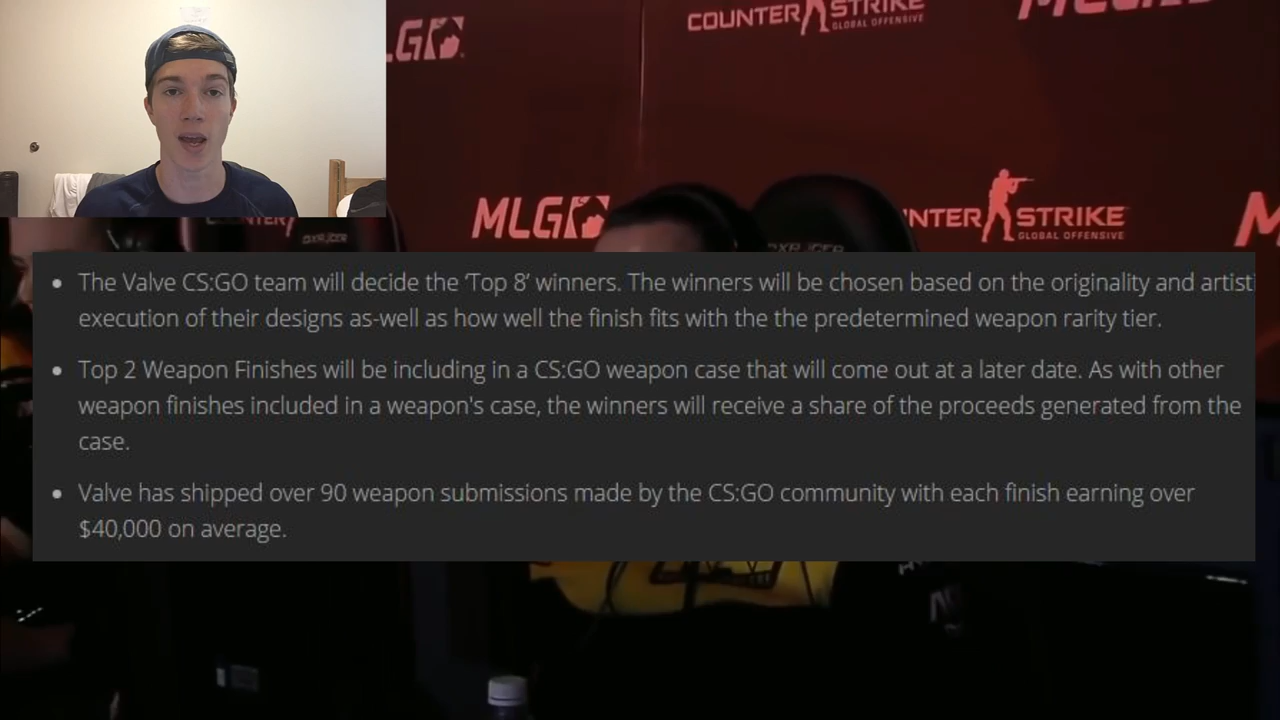 COUNTER STRIKE
GLOBAL OFFENSIVE
MLG
COUNTER STRIKE
GLOBAL OFFENSIVE
• The Valve CS:GO team will decide the ‘Top 8’ winners. The winners will be chosen based on the originality and artisti
execution of their designs as-well as how well the finish fits with the the predetermined weapon rarity tier.
• Top 2 Weapon Finishes will be including in a CS:GO weapon case that will come out at a later date. As with other
weapon finishes included in a weapon's case, the winners will receive a share of the proceeds generated from the
case.
• Valve has shipped over 90 weapon submissions made by the CS:GO community with each finish earning over
$40,000 on average.